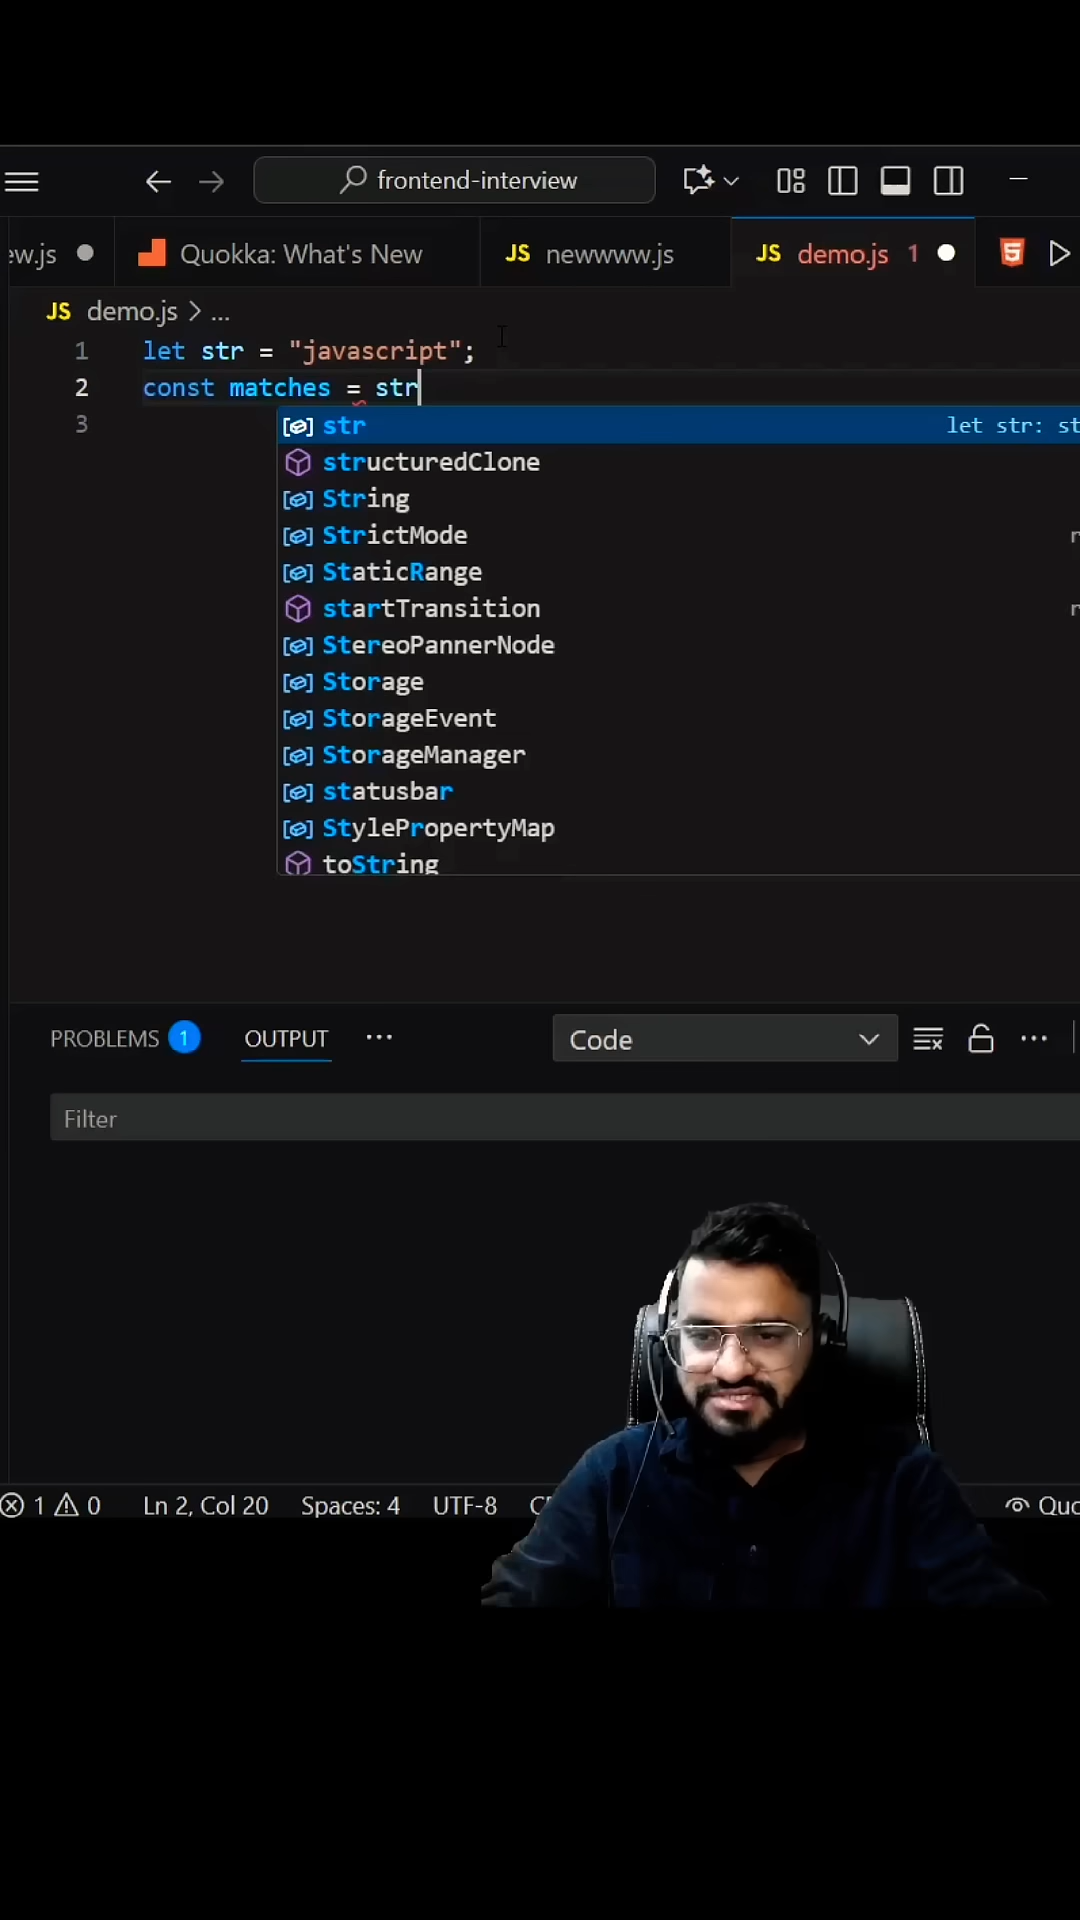 frontend-interview
ew.js
Quokka: What's New
JS newwww.js
JS demo.js 1
JS demo.js > ...
1 let str = "javascript";
2 const matches = str
3
str let str: st
structuredClone
String
StrictMode
StaticRange
startTransition
StereoPannerNode
Storage
StorageEvent
StorageManager
statusbar
StylePropertyMap
toString
PROBLEMS 1 OUTPUT ... Code ...
Filter
1 0 Ln 2, Col 20 Spaces: 4 UTF-8 Quo